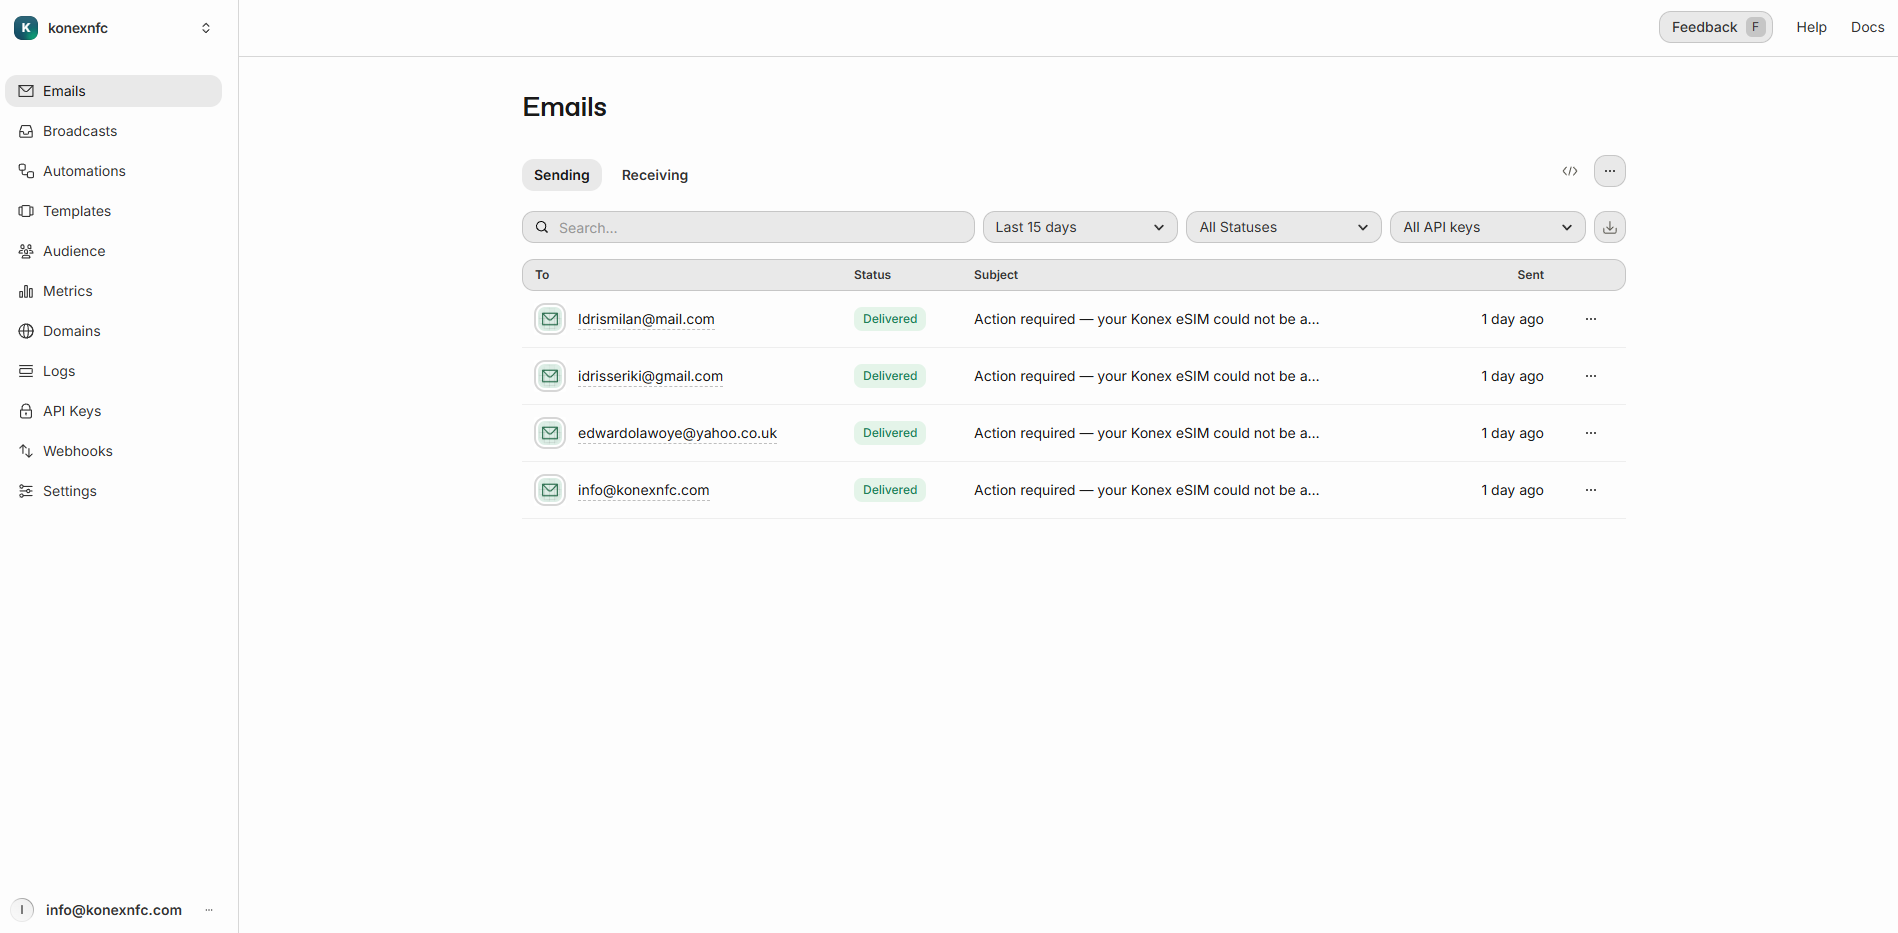 K konexnfc
Feedback F Help Docs
Emails
Broadcasts
Automations
Templates
Audience
Metrics
Domains
Logs
API Keys
Webhooks
Settings
I info@konexnfc.com ...
Emails
Sending Receiving </> ...
Search... Last 15 days All Statuses All API keys
To Status Subject Sent
Idrismilan@mail.com Delivered Action required — your Konex eSIM could not be a... 1 day ago ...
idrisseriki@gmail.com Delivered Action required — your Konex eSIM could not be a... 1 day ago ...
edwardolawoye@yahoo.co.uk Delivered Action required — your Konex eSIM could not be a... 1 day ago ...
info@konexnfc.com Delivered Action required — your Konex eSIM could not be a... 1 day ago ...